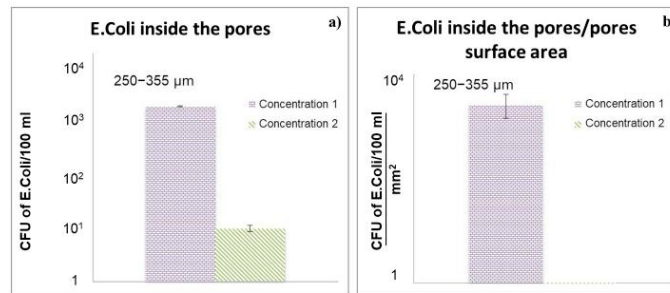 E.Coli inside the pores
a)
10⁴
250−355 µm
10³
Concentration 1
Concentration 2
10²
10¹
1
CFU of E.Coli/100 ml
E.Coli inside the pores/pores
surface area
b
10⁴
250−355 µm
Concentration 1
Concentration 2
1
CFU of E.Coli/100 ml
mm²